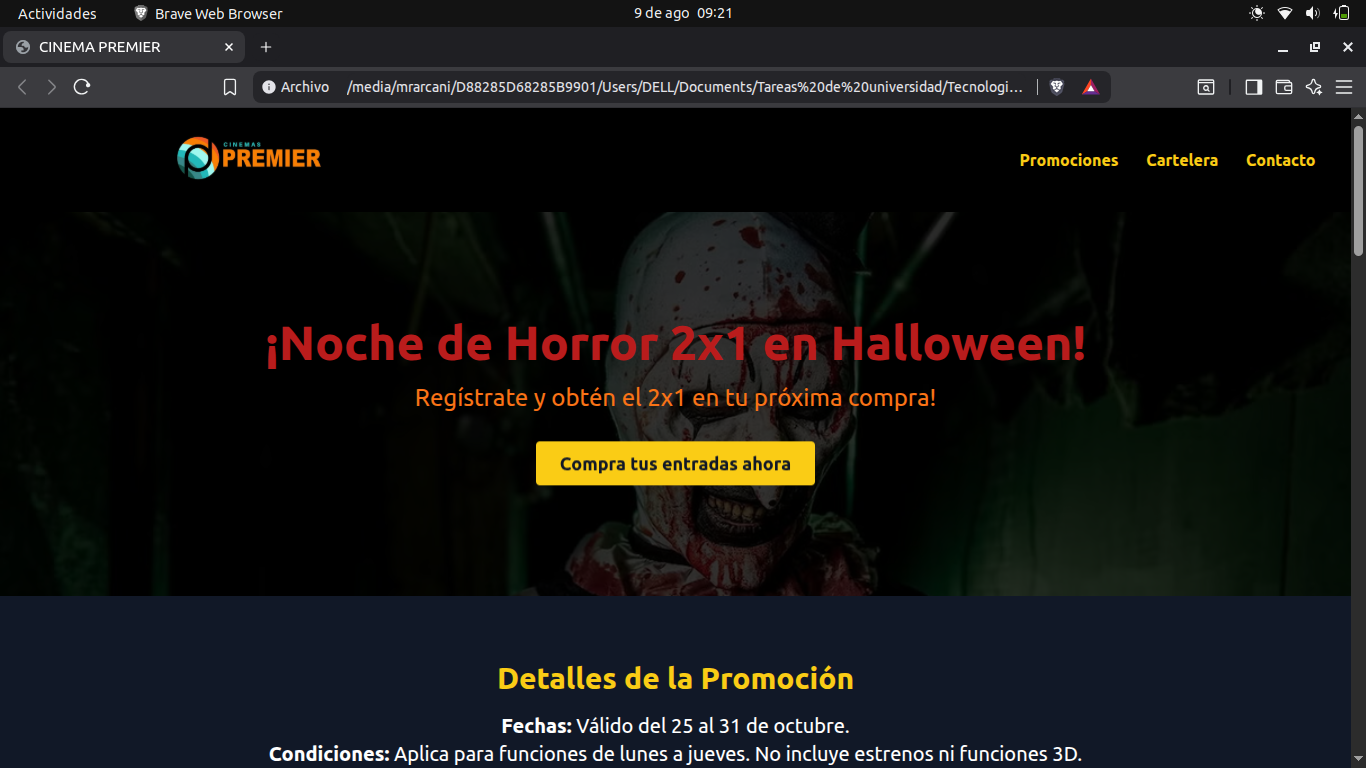 Actividades Brave Web Browser 9 de ago 09:21
CINEMA PREMIER
Archivo /media/mrarcani/D88285D68285B9901/Users/DELL/Documents/Tareas%20de%20universidad/Tecnologi…
CINEMAS
PREMIER
Promociones Cartelera Contacto
¡Noche de Horror 2x1 en Halloween!
Regístrate y obtén el 2x1 en tu próxima compra!
Compra tus entradas ahora
Detalles de la Promoción
Fechas: Válido del 25 al 31 de octubre.
Condiciones: Aplica para funciones de lunes a jueves. No incluye estrenos ni funciones 3D.